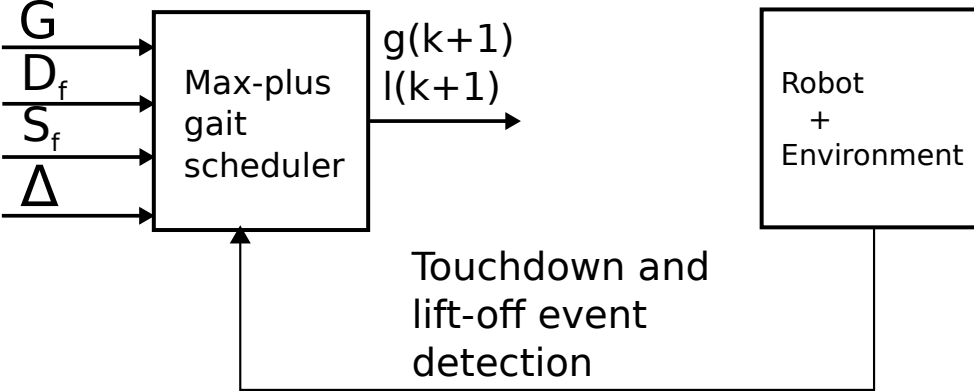 G
D_f
S_f
Δ
Max-plus
gait
scheduler
g(k+1)
l(k+1)
Robot
+
Environment
Touchdown and
lift-off event
detection